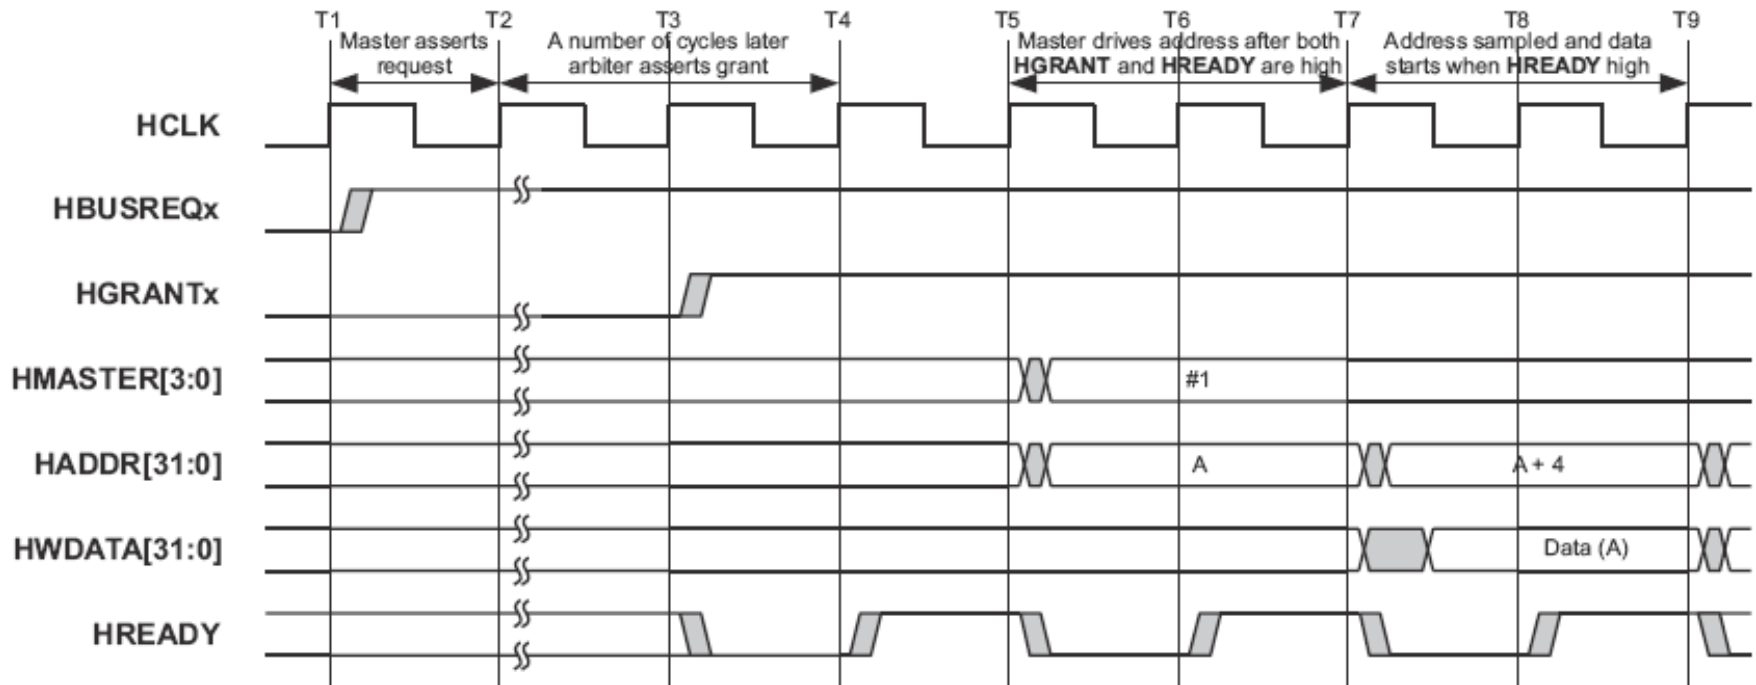 T1 T2 T3 T4 T5 T6 T7 T8 T9
Master asserts
request
A number of cycles later
arbiter asserts grant
Master drives address after both
HGRANT and HREADY are high
Address sampled and data
starts when HREADY high
HCLK
HBUSREQx
HGRANTx
HMASTER[3:0] #1
HADDR[31:0] A A + 4
HWDATA[31:0] Data (A)
HREADY